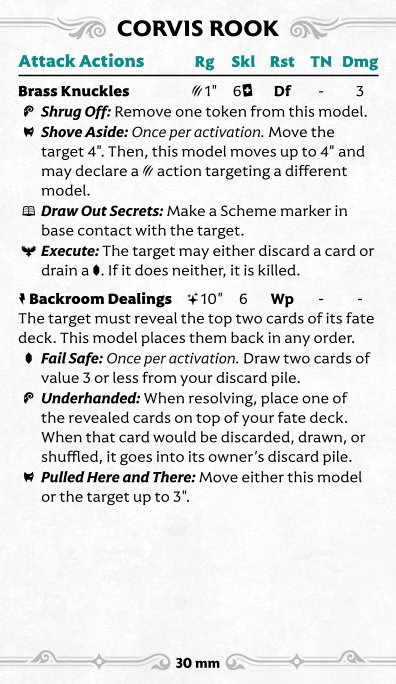 CORVIS ROOK
Attack Actions Rg Skl Rst TN Dmg
Brass Knuckles 1" 6 Df - 3
Shrug Off: Remove one token from this model.
Shove Aside: Once per activation. Move the
target 4". Then, this model moves up to 4" and
may declare a action targeting a different
model.
Draw Out Secrets: Make a Scheme marker in
base contact with the target.
Execute: The target may either discard a card or
drain a . If it does neither, it is killed.
Backroom Dealings 10" 6 Wp - -
The target must reveal the top two cards of its fate
deck. This model places them back in any order.
Fail Safe: Once per activation. Draw two cards of
value 3 or less from your discard pile.
Underhanded: When resolving, place one of
the revealed cards on top of your fate deck.
When that card would be discarded, drawn, or
shuffled, it goes into its owner's discard pile.
Pulled Here and There: Move either this model
or the target up to 3".
30 mm